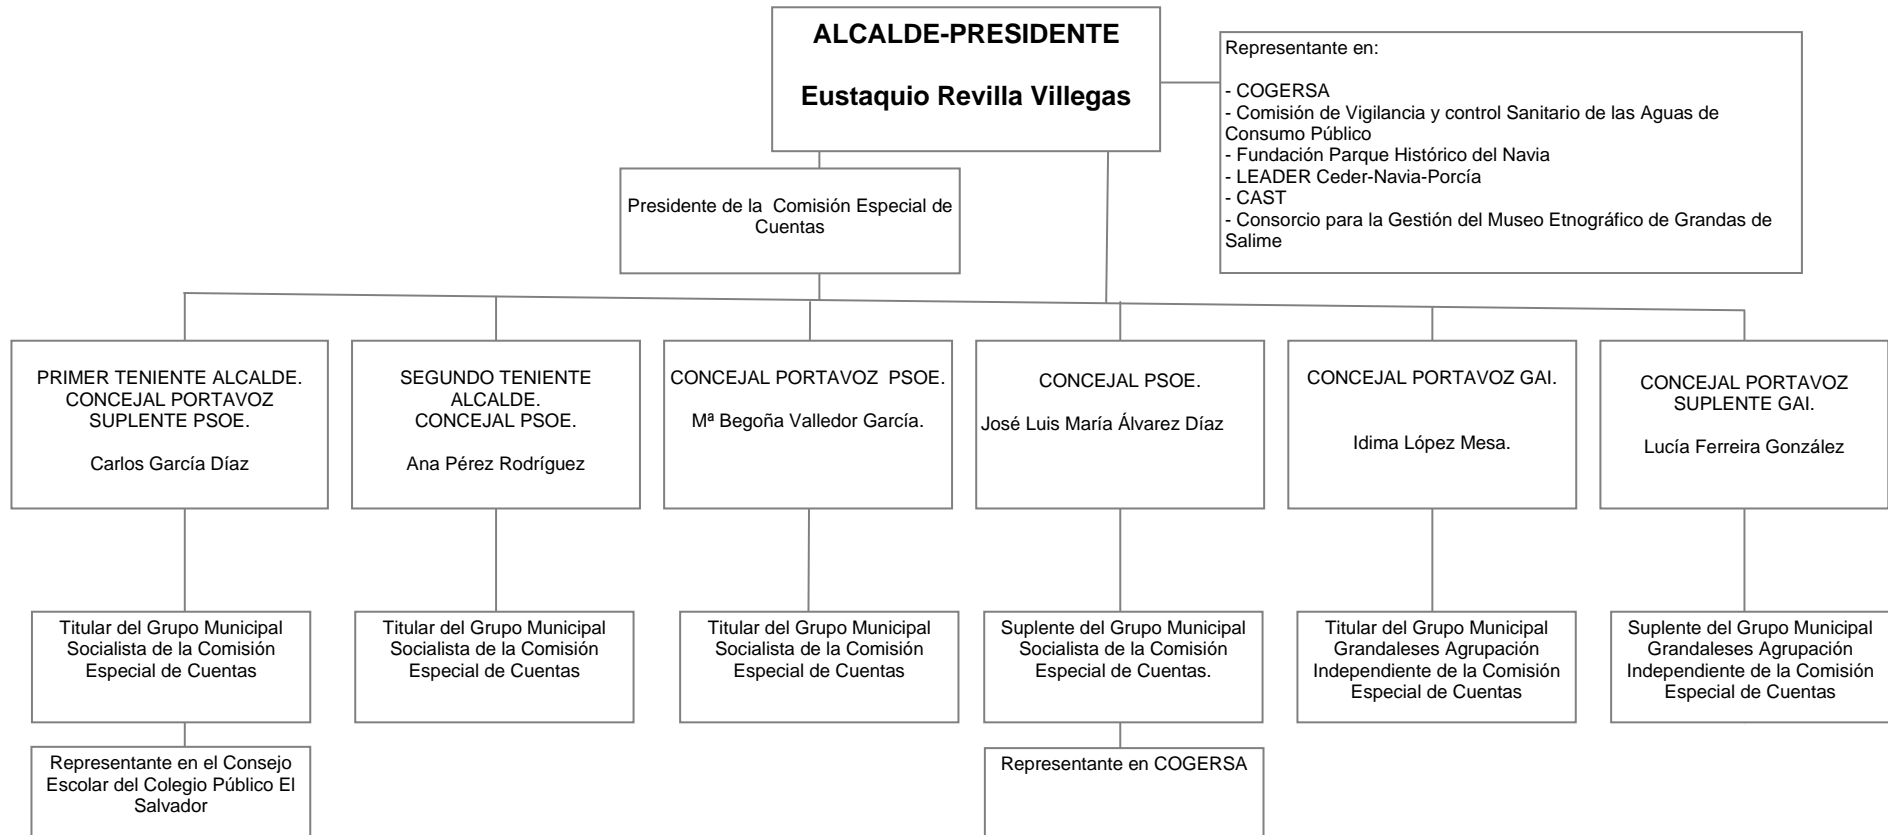 ALCALDE-PRESIDENTE
Eustaquio Revilla Villegas
Representante en:
- COGERSA
- Comisión de Vigilancia y control Sanitario de las Aguas de
Consumo Público
- Fundación Parque Histórico del Navia
- LEADER Ceder-Navia-Porcía
- CAST
- Consorcio para la Gestión del Museo Etnográfico de Grandas de
Salime
Presidente de la Comisión Especial de
Cuentas
PRIMER TENIENTE ALCALDE.
CONCEJAL PORTAVOZ
SUPLENTE PSOE.
Carlos García Díaz
SEGUNDO TENIENTE
ALCALDE.
CONCEJAL PSOE.
Ana Pérez Rodríguez
CONCEJAL PORTAVOZ PSOE.
Mª Begoña Valledor García.
CONCEJAL PSOE.
José Luis María Álvarez Díaz
CONCEJAL PORTAVOZ GAI.
Idima López Mesa.
CONCEJAL PORTAVOZ
SUPLENTE GAI.
Lucía Ferreira González
Titular del Grupo Municipal
Socialista de la Comisión
Especial de Cuentas
Titular del Grupo Municipal
Socialista de la Comisión
Especial de Cuentas
Titular del Grupo Municipal
Socialista de la Comisión
Especial de Cuentas
Suplente del Grupo Municipal
Socialista de la Comisión
Especial de Cuentas.
Titular del Grupo Municipal
Grandaleses Agrupación
Independiente de la Comisión
Especial de Cuentas
Suplente del Grupo Municipal
Grandaleses Agrupación
Independiente de la Comisión
Especial de Cuentas
Representante en el Consejo
Escolar del Colegio Público El
Salvador
Representante en COGERSA